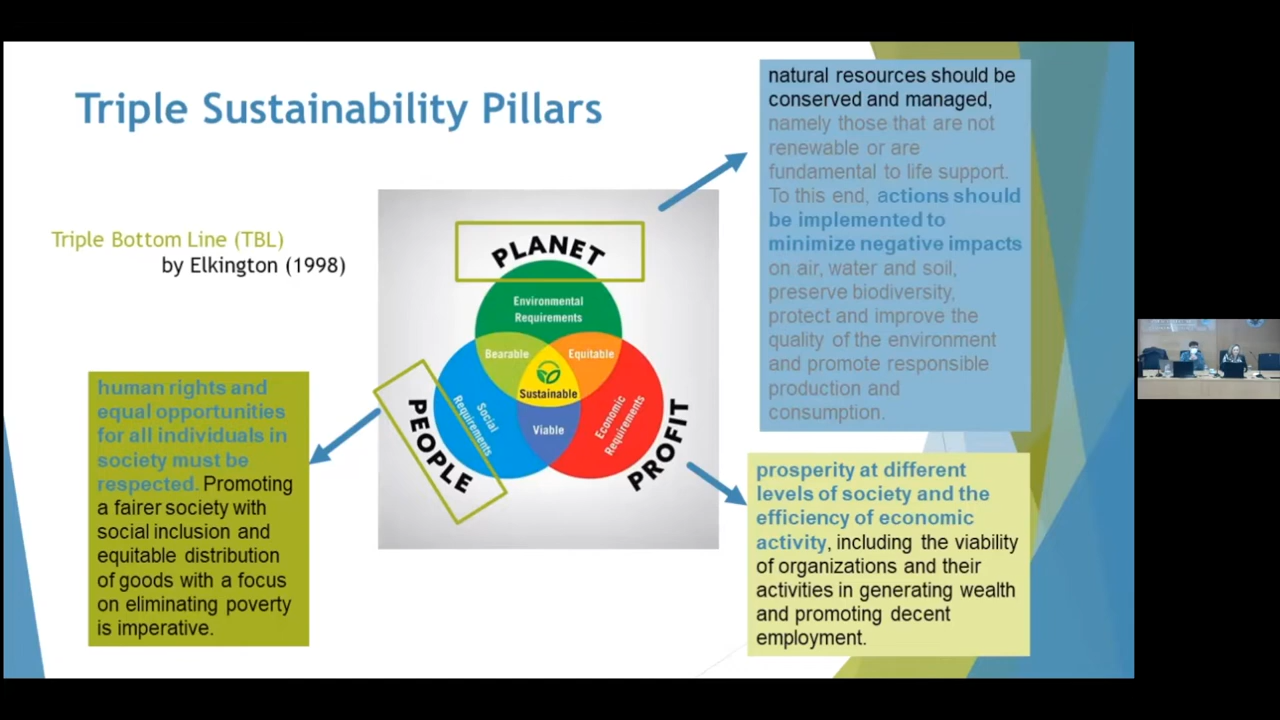 Triple Sustainability Pillars
Triple Bottom Line (TBL)
by Elkington (1998)
natural resources should be
conserved and managed,
namely those that are not
renewable or are
fundamental to life support.
To this end, actions should
be implemented to
minimize negative impacts
on air, water and soil,
preserve biodiversity,
protect and improve the
quality of the environment
and promote responsible
production and
consumption.
PLANET
Environmental
Requirements
Bearable
Equitable
Sustainable
Social
Requirements
Viable
Economic
Requirements
PEOPLE
PROFIT
human rights and
equal opportunities
for all individuals in
society must be
respected. Promoting
a fairer society with
social inclusion and
equitable distribution
of goods with a focus
on eliminating poverty
is imperative.
prosperity at different
levels of society and the
efficiency of economic
activity, including the viability
of organizations and their
activities in generating wealth
and promoting decent
employment.